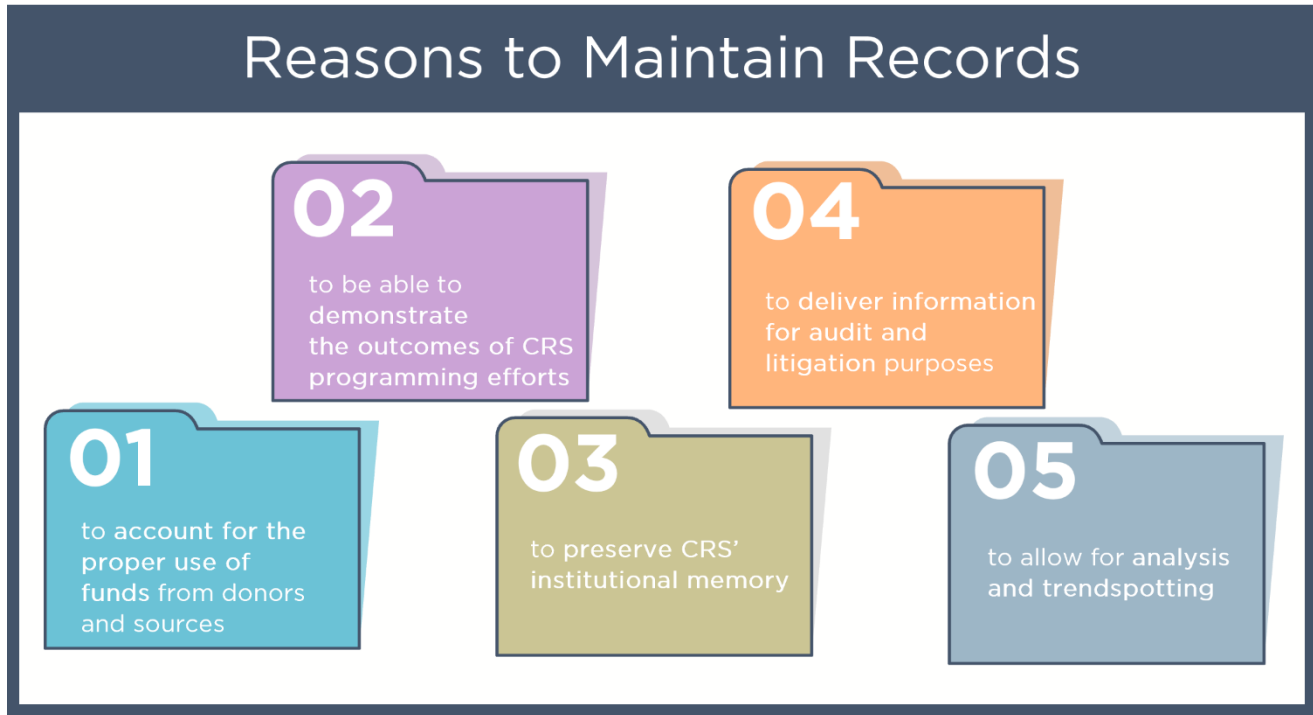 Reasons to Maintain Records
01
to account for the
proper use of
funds from donors
and sources
02
to be able to
demonstrate
the outcomes of CRS
programming efforts
03
to preserve CRS’
institutional memory
04
to deliver information
for audit and
litigation purposes
05
to allow for analysis
and trendspotting